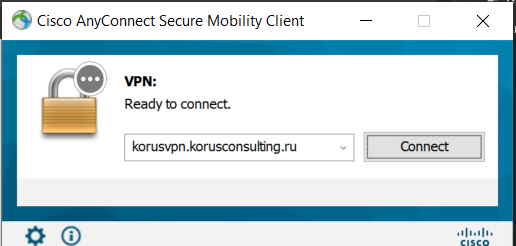 Cisco AnyConnect Secure Mobility Client
VPN:
Ready to connect.
korusvpn.korusconsulting.ru
Connect
CISCO